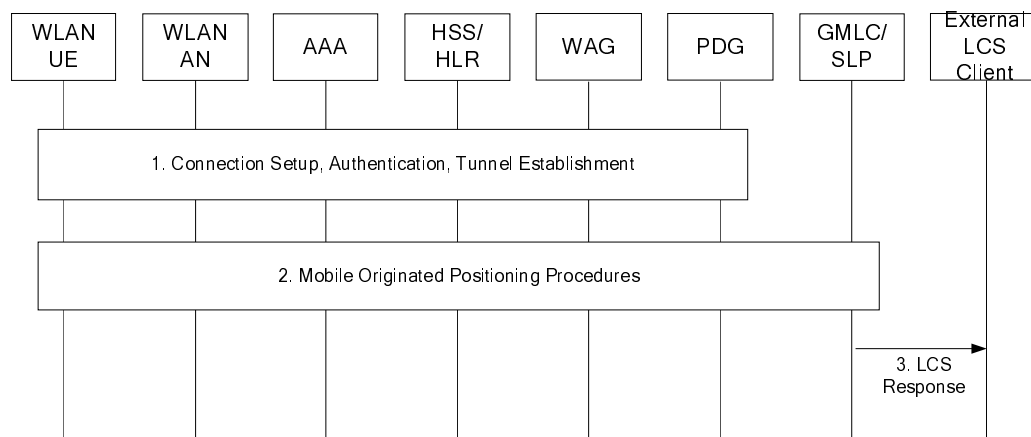 WLAN
UE
WLAN
AN
AAA
HSS/
HLR
WAG
PDG
GMLC/
SLP
External
LCS
Client
1. Connection Setup, Authentication, Tunnel Establishment
2. Mobile Originated Positioning Procedures
3. LCS
Response